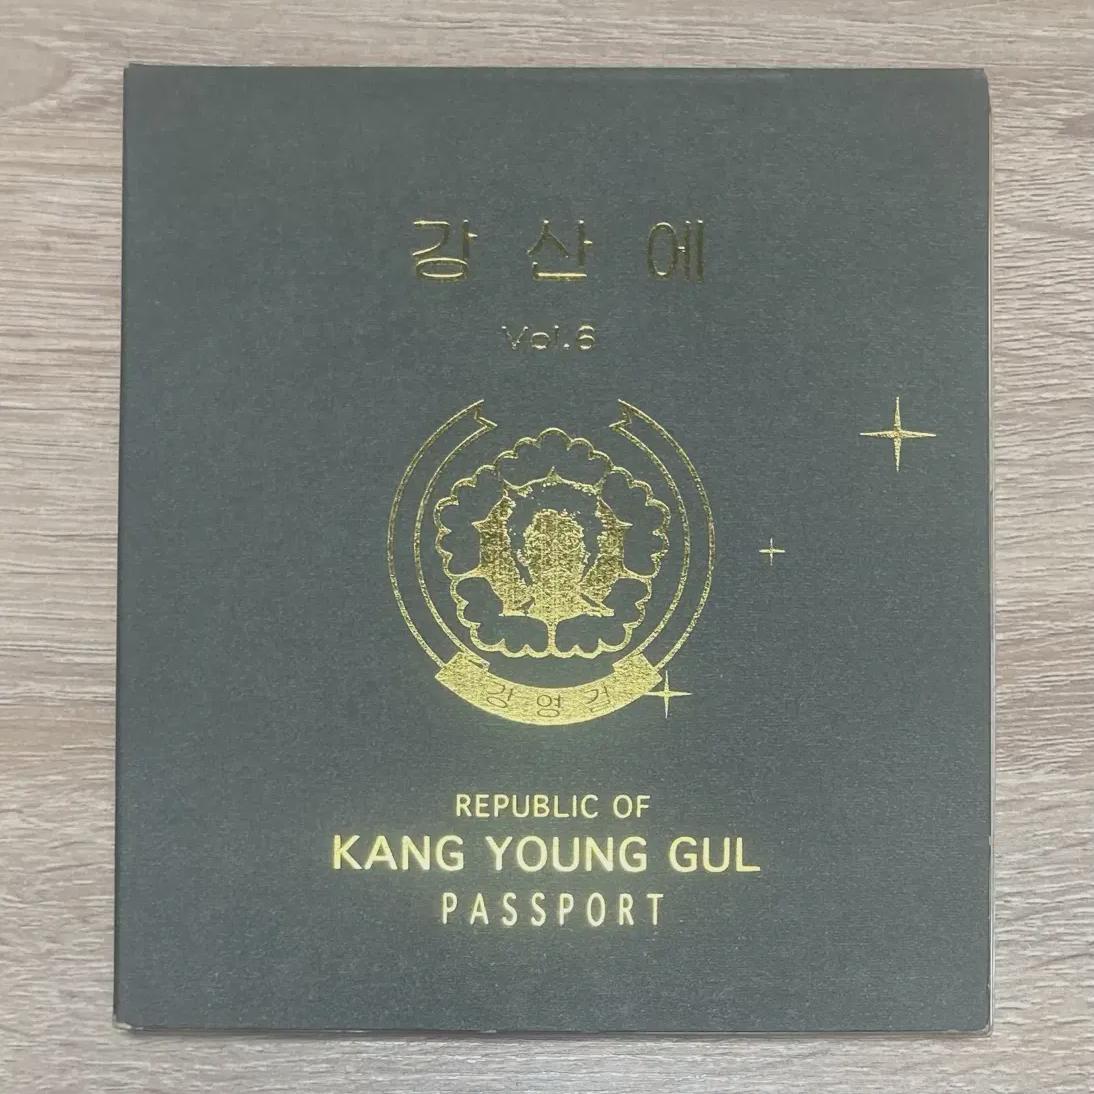 강 산 에
Vol.6
강 영 걸
REPUBLIC OF
KANG YOUNG GUL
PASSPORT